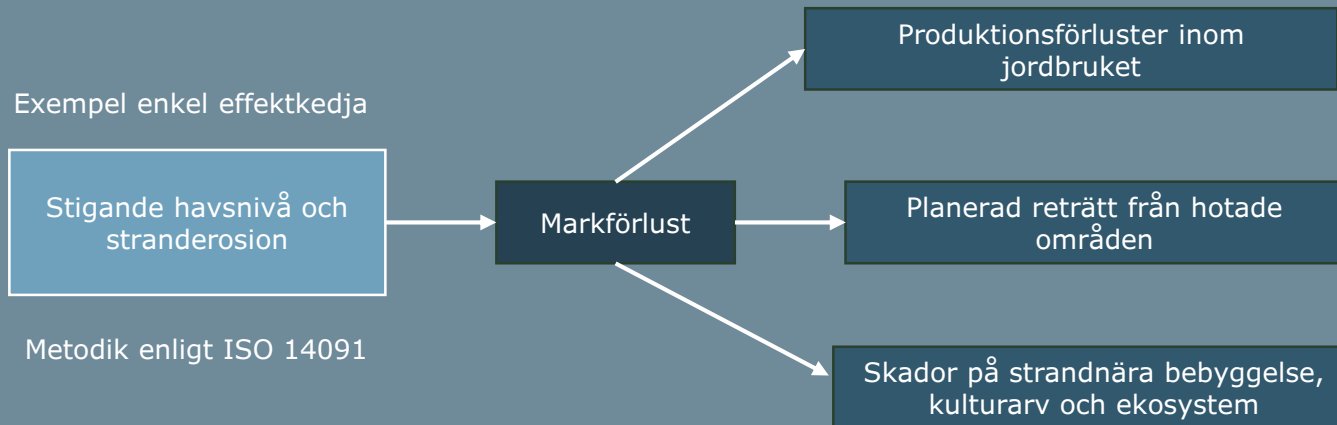 Exempel enkel effektkedja
Stigande havsnivå och
stranderosion
Metodik enligt ISO 14091
Markförlust
Produktionsförluster inom
jordbruket
Planerad reträtt från hotade
områden
Skador på strandnära bebyggelse,
kulturarv och ekosystem